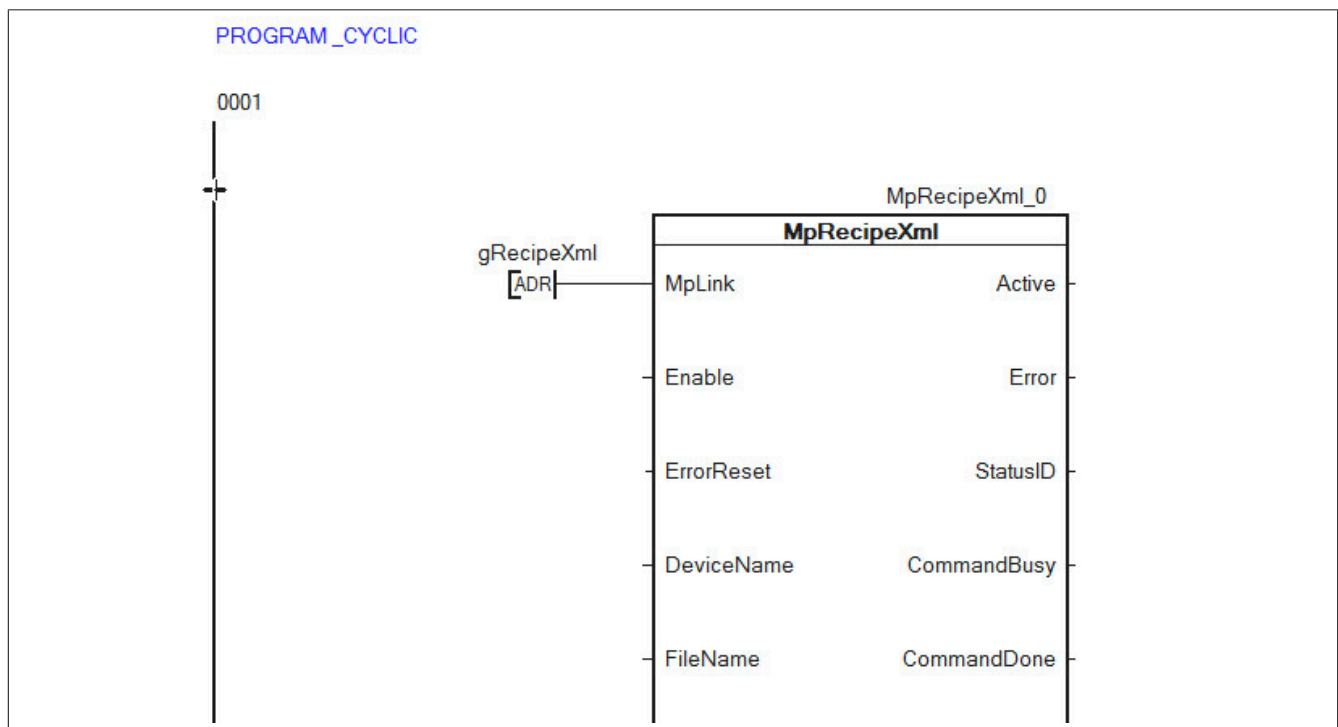 PROGRAM _CYCLIC
0001
MpRecipeXml_0
MpRecipeXml
gRecipeXml
ADR
MpLink Active
Enable Error
ErrorReset StatusID
DeviceName CommandBusy
FileName CommandDone